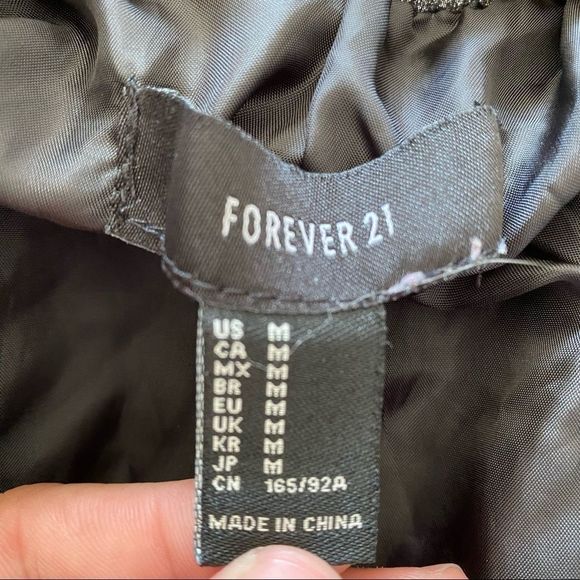 FOREVER 21
US M
CA M
MX M
BR M
EU M
UK M
KR M
JP M
CN 165/92A
MADE IN CHINA